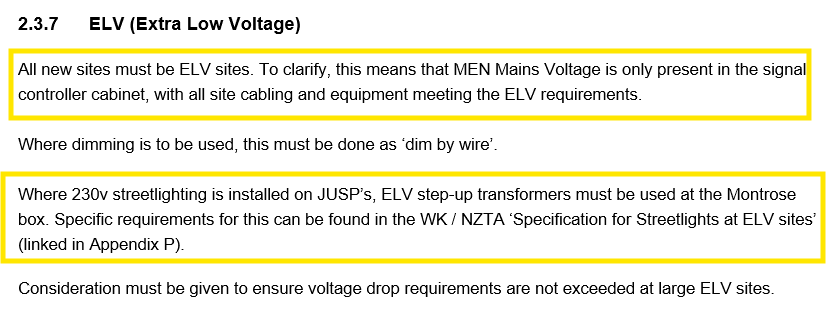 2.3.7 ELV (Extra Low Voltage)
All new sites must be ELV sites. To clarify, this means that MEN Mains Voltage is only present in the signal
controller cabinet, with all site cabling and equipment meeting the ELV requirements.
Where dimming is to be used, this must be done as ‘dim by wire’.
Where 230v streetlighting is installed on JUSP’s, ELV step-up transformers must be used at the Montrose
box. Specific requirements for this can be found in the WK / NZTA ‘Specification for Streetlights at ELV sites’
(linked in Appendix P).
Consideration must be given to ensure voltage drop requirements are not exceeded at large ELV sites.